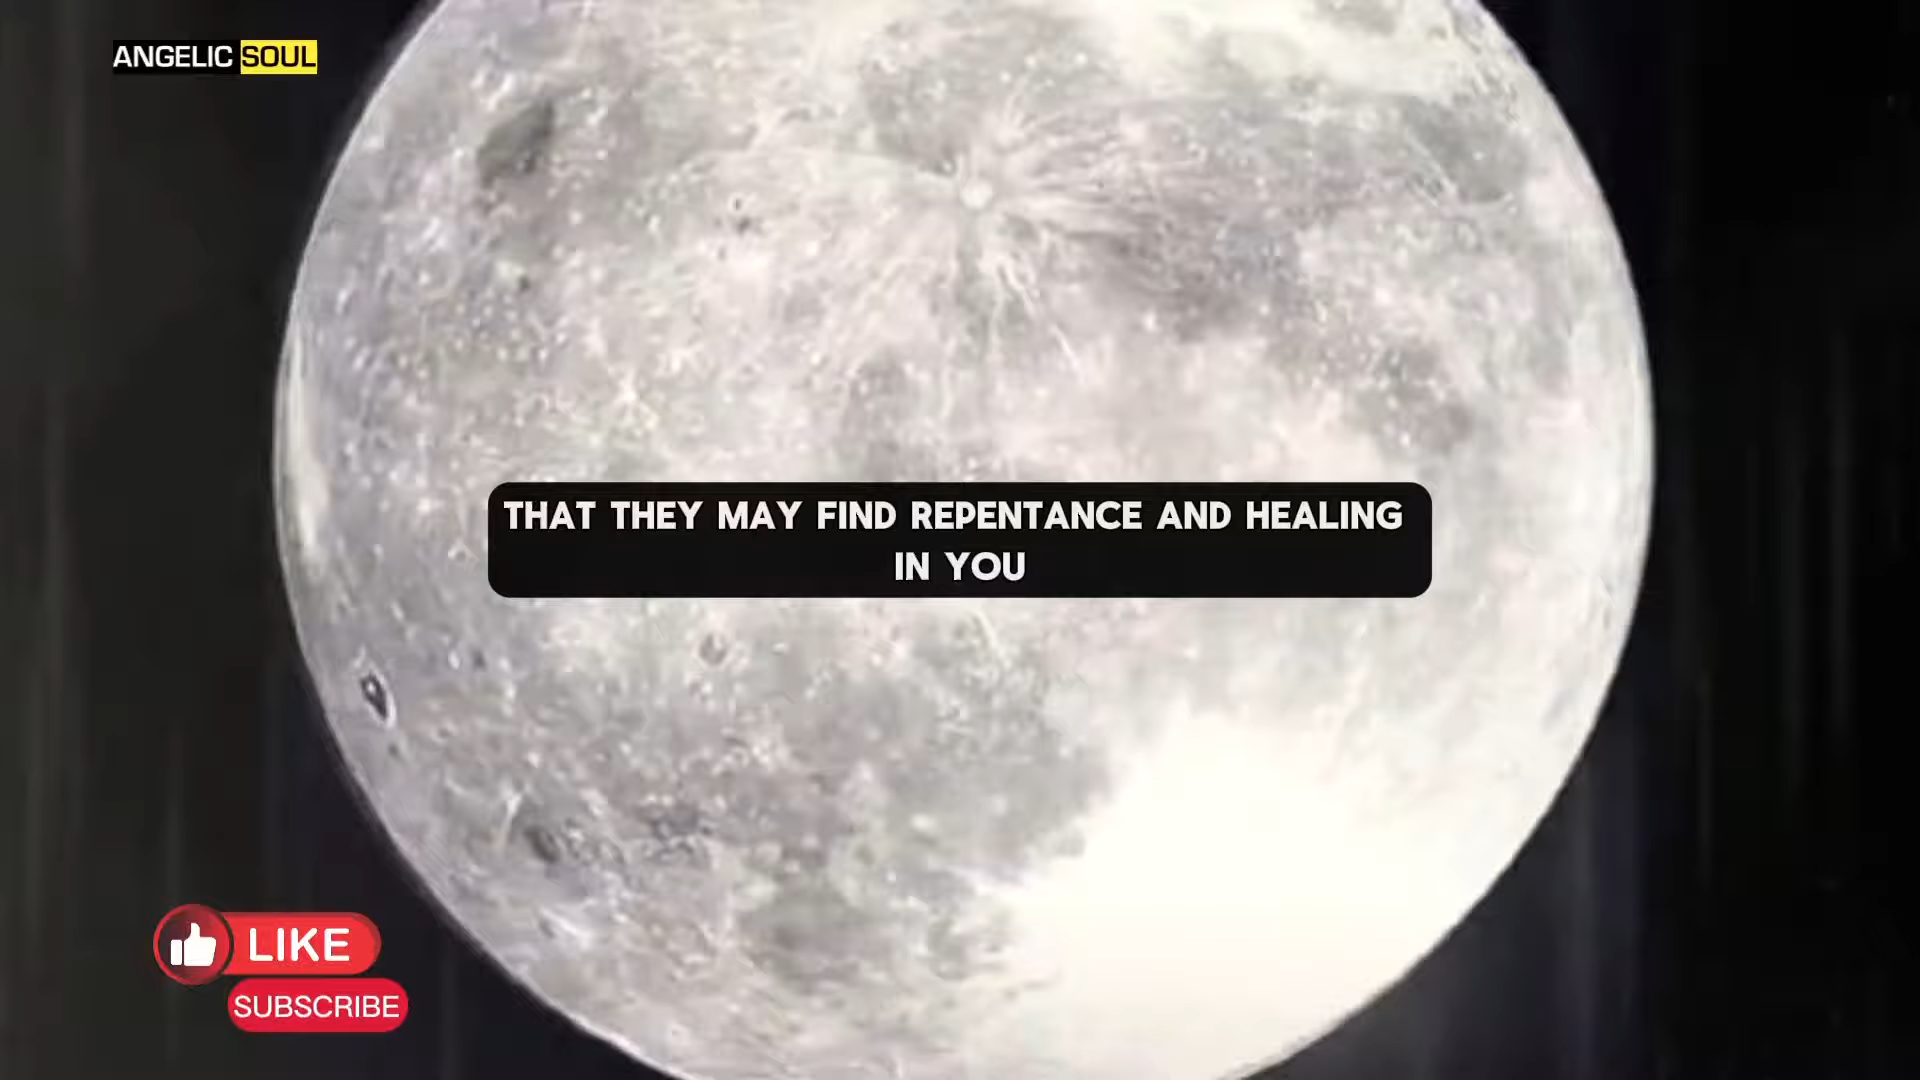 ANGELIC SOUL
THAT THEY MAY FIND REPENTANCE AND HEALING
IN YOU
LIKE
SUBSCRIBE